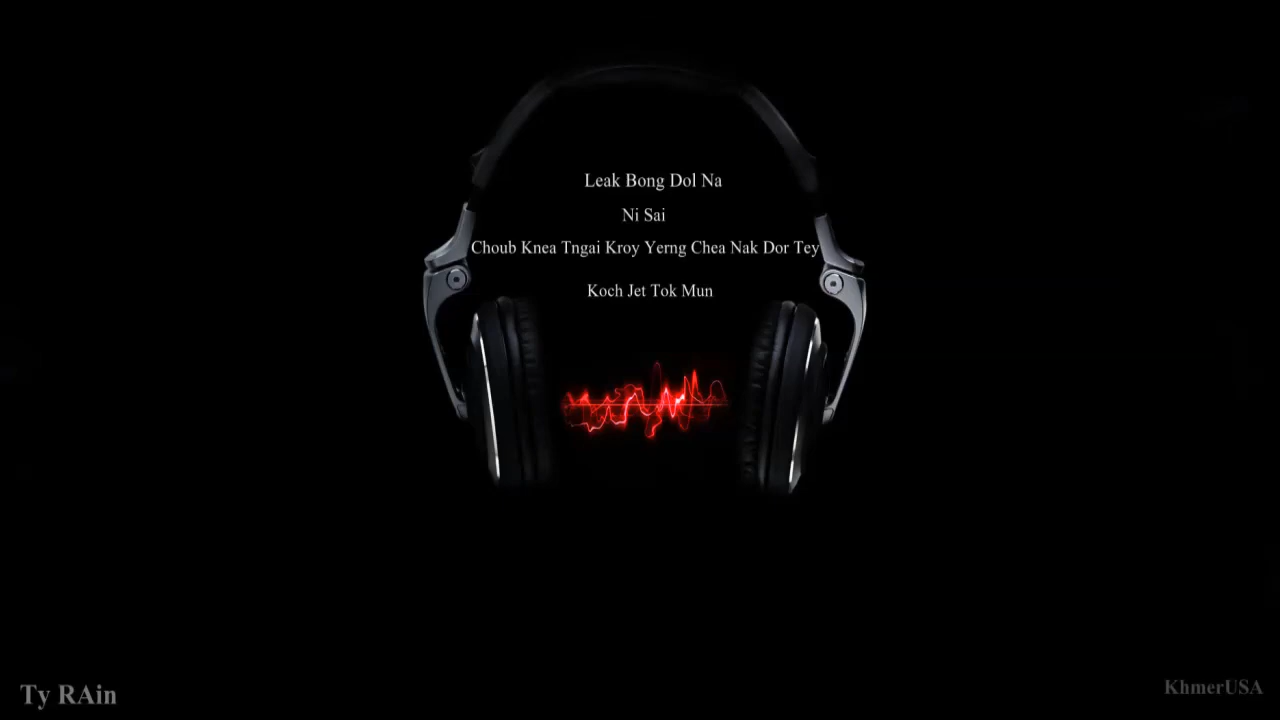 Leak Bong Dol Na
Ni Sai
Choub Knea Tngai Kroy Yerng Chea Nak Dor Tey
Koch Jet Tok Mun
Ty RAin
KhmerUSA